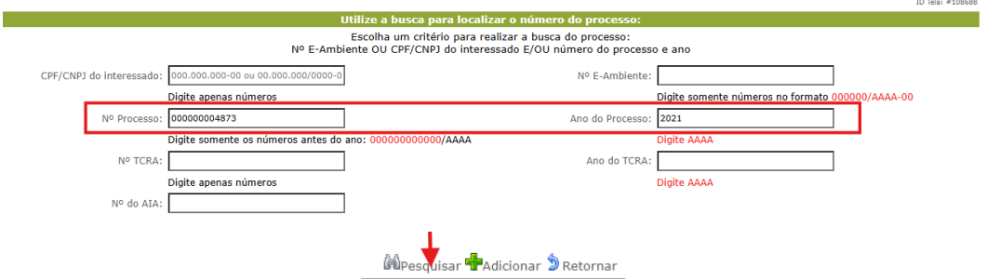 ID Tela: #108688
Utilize a busca para localizar o número do processo:
Escolha um critério para realizar a busca do processo:
Nº E-Ambiente OU CPF/CNPJ do interessado E/OU número do processo e ano
CPF/CNPJ do interessado: 000.000.000-00 ou 00.000.000/0000-0 Nº E-Ambiente:
Digite apenas números Digite somente números no formato 000000/AAAA-00
Nº Processo: 000000004873 Ano do Processo: 2021
Digite somente os números antes do ano: 000000000000/AAAA Digite AAAA
Nº TCRA: Ano do TCRA:
Digite apenas números Digite AAAA
Nº do AIA:
Pesquisar Adicionar Retornar